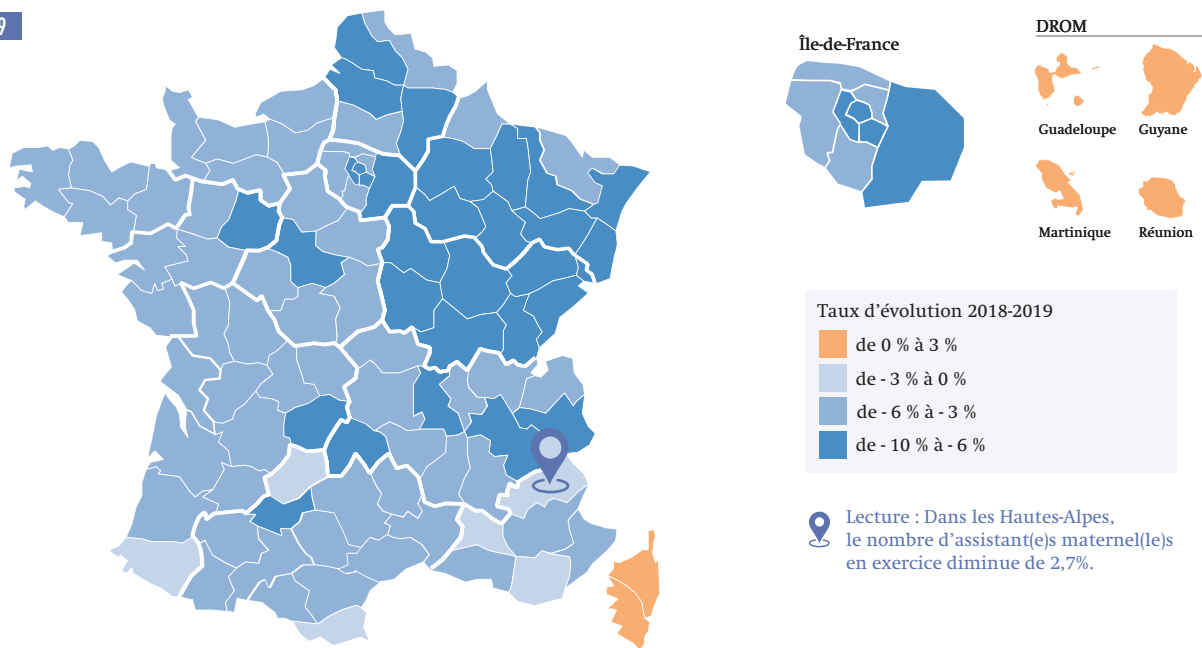 9
Île-de-France
DROM
Guadeloupe
Guyane
Martinique
Réunion
Taux d'évolution 2018-2019
de 0 % à 3 %
de - 3 % à 0 %
de - 6 % à - 3 %
de - 10 % à - 6 %
Lecture : Dans les Hautes-Alpes,
le nombre d'assistant(e)s maternel(le)s
en exercice diminue de 2,7%.